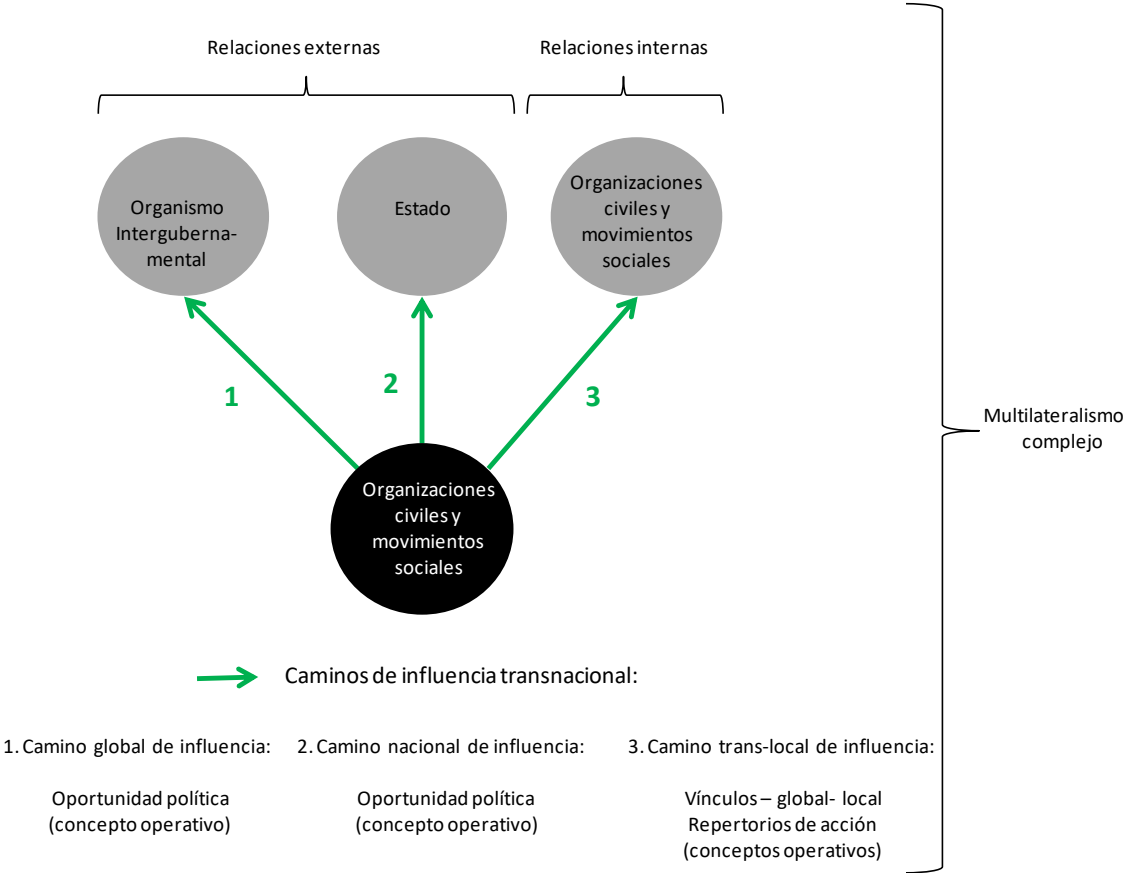 Relaciones externas
Relaciones internas
Organismo
Interguberna-
mental
Estado
Organizaciones
civiles y
movimientos
sociales
1
2
3
Organizaciones
civiles y
movimientos
sociales
Multilateralismo
complejo
Caminos de influencia transnacional:
1. Camino global de influencia:
Oportunidad política
(concepto operativo)
2. Camino nacional de influencia:
Oportunidad política
(concepto operativo)
3. Camino trans-local de influencia:
Vínculos – global- local
Repertorios de acción
(conceptos operativos)